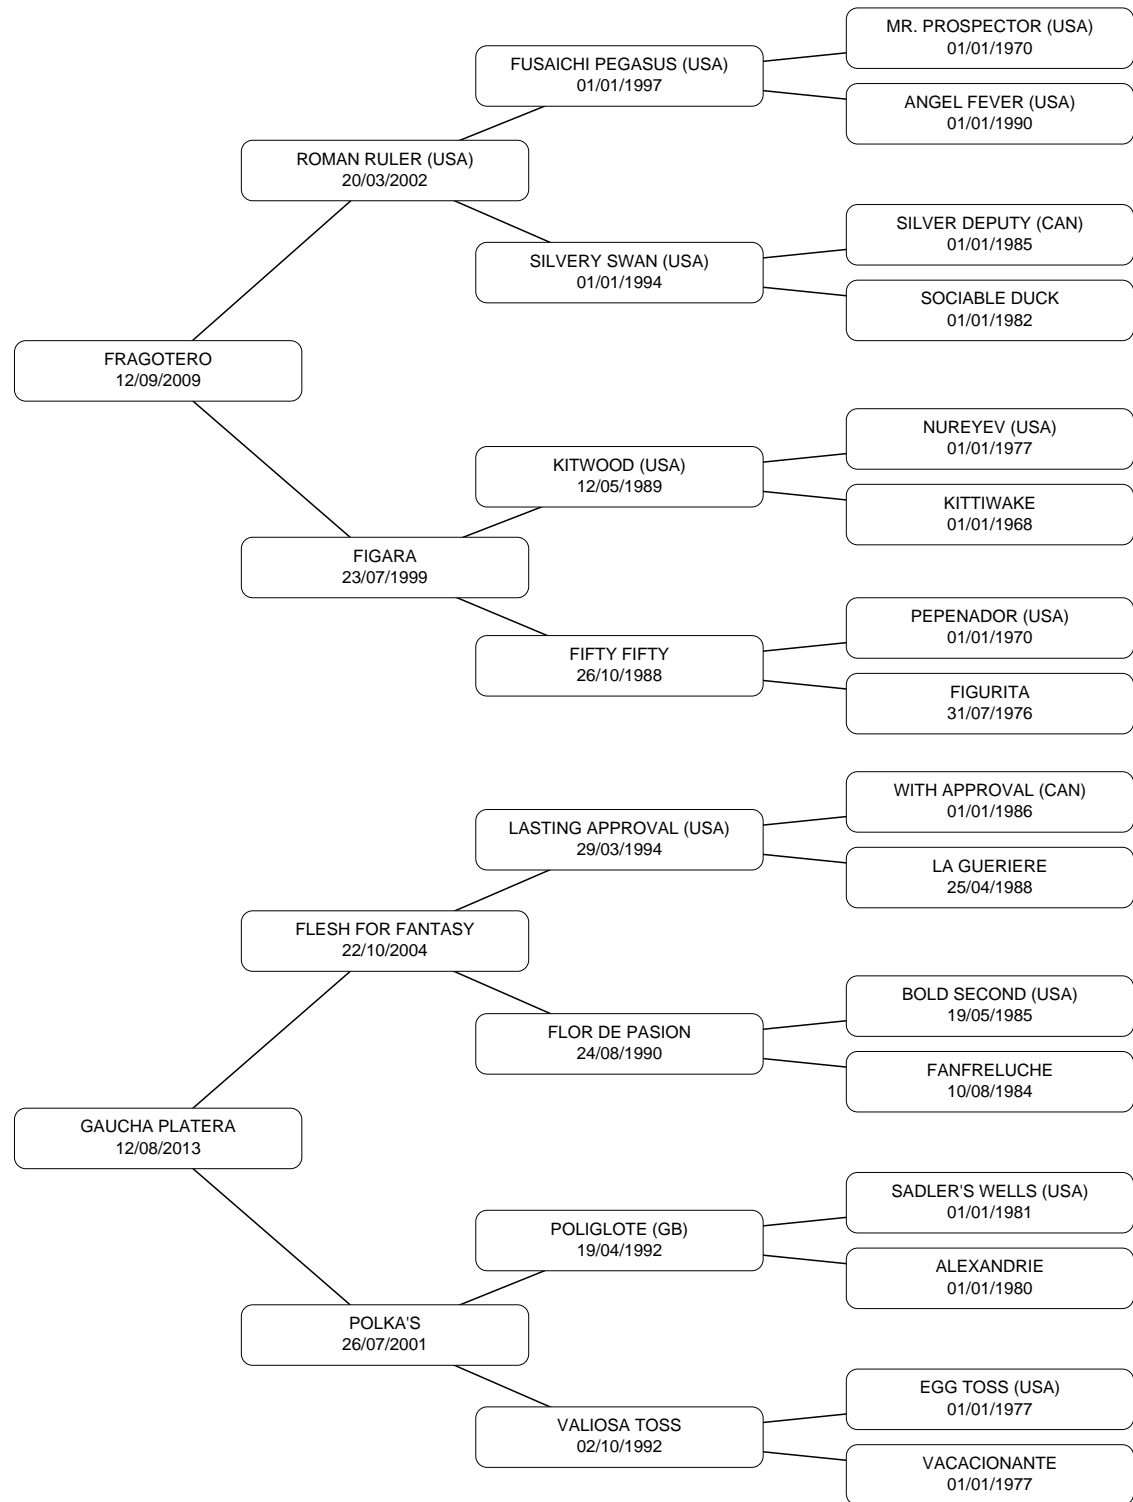 MR. PROSPECTOR (USA)
01/01/1970
FUSAICHI PEGASUS (USA)
01/01/1997
ANGEL FEVER (USA)
01/01/1990
ROMAN RULER (USA)
20/03/2002
SILVER DEPUTY (CAN)
01/01/1985
SILVERY SWAN (USA)
01/01/1994
SOCIABLE DUCK
01/01/1982
FRAGOTERO
12/09/2009
NUREYEV (USA)
01/01/1977
KITWOOD (USA)
12/05/1989
KITTIWAKE
01/01/1968
FIGARA
23/07/1999
PEPENADOR (USA)
01/01/1970
FIFTY FIFTY
26/10/1988
FIGURITA
31/07/1976
WITH APPROVAL (CAN)
01/01/1986
LASTING APPROVAL (USA)
29/03/1994
LA GUERIERE
25/04/1988
FLESH FOR FANTASY
22/10/2004
BOLD SECOND (USA)
19/05/1985
FLOR DE PASION
24/08/1990
FANFRELUCHE
10/08/1984
GAUCHA PLATERA
12/08/2013
SADLER'S WELLS (USA)
01/01/1981
POLIGLOTE (GB)
19/04/1992
ALEXANDRIE
01/01/1980
POLKA'S
26/07/2001
EGG TOSS (USA)
01/01/1977
VALIOSA TOSS
02/10/1992
VACACIONANTE
01/01/1977